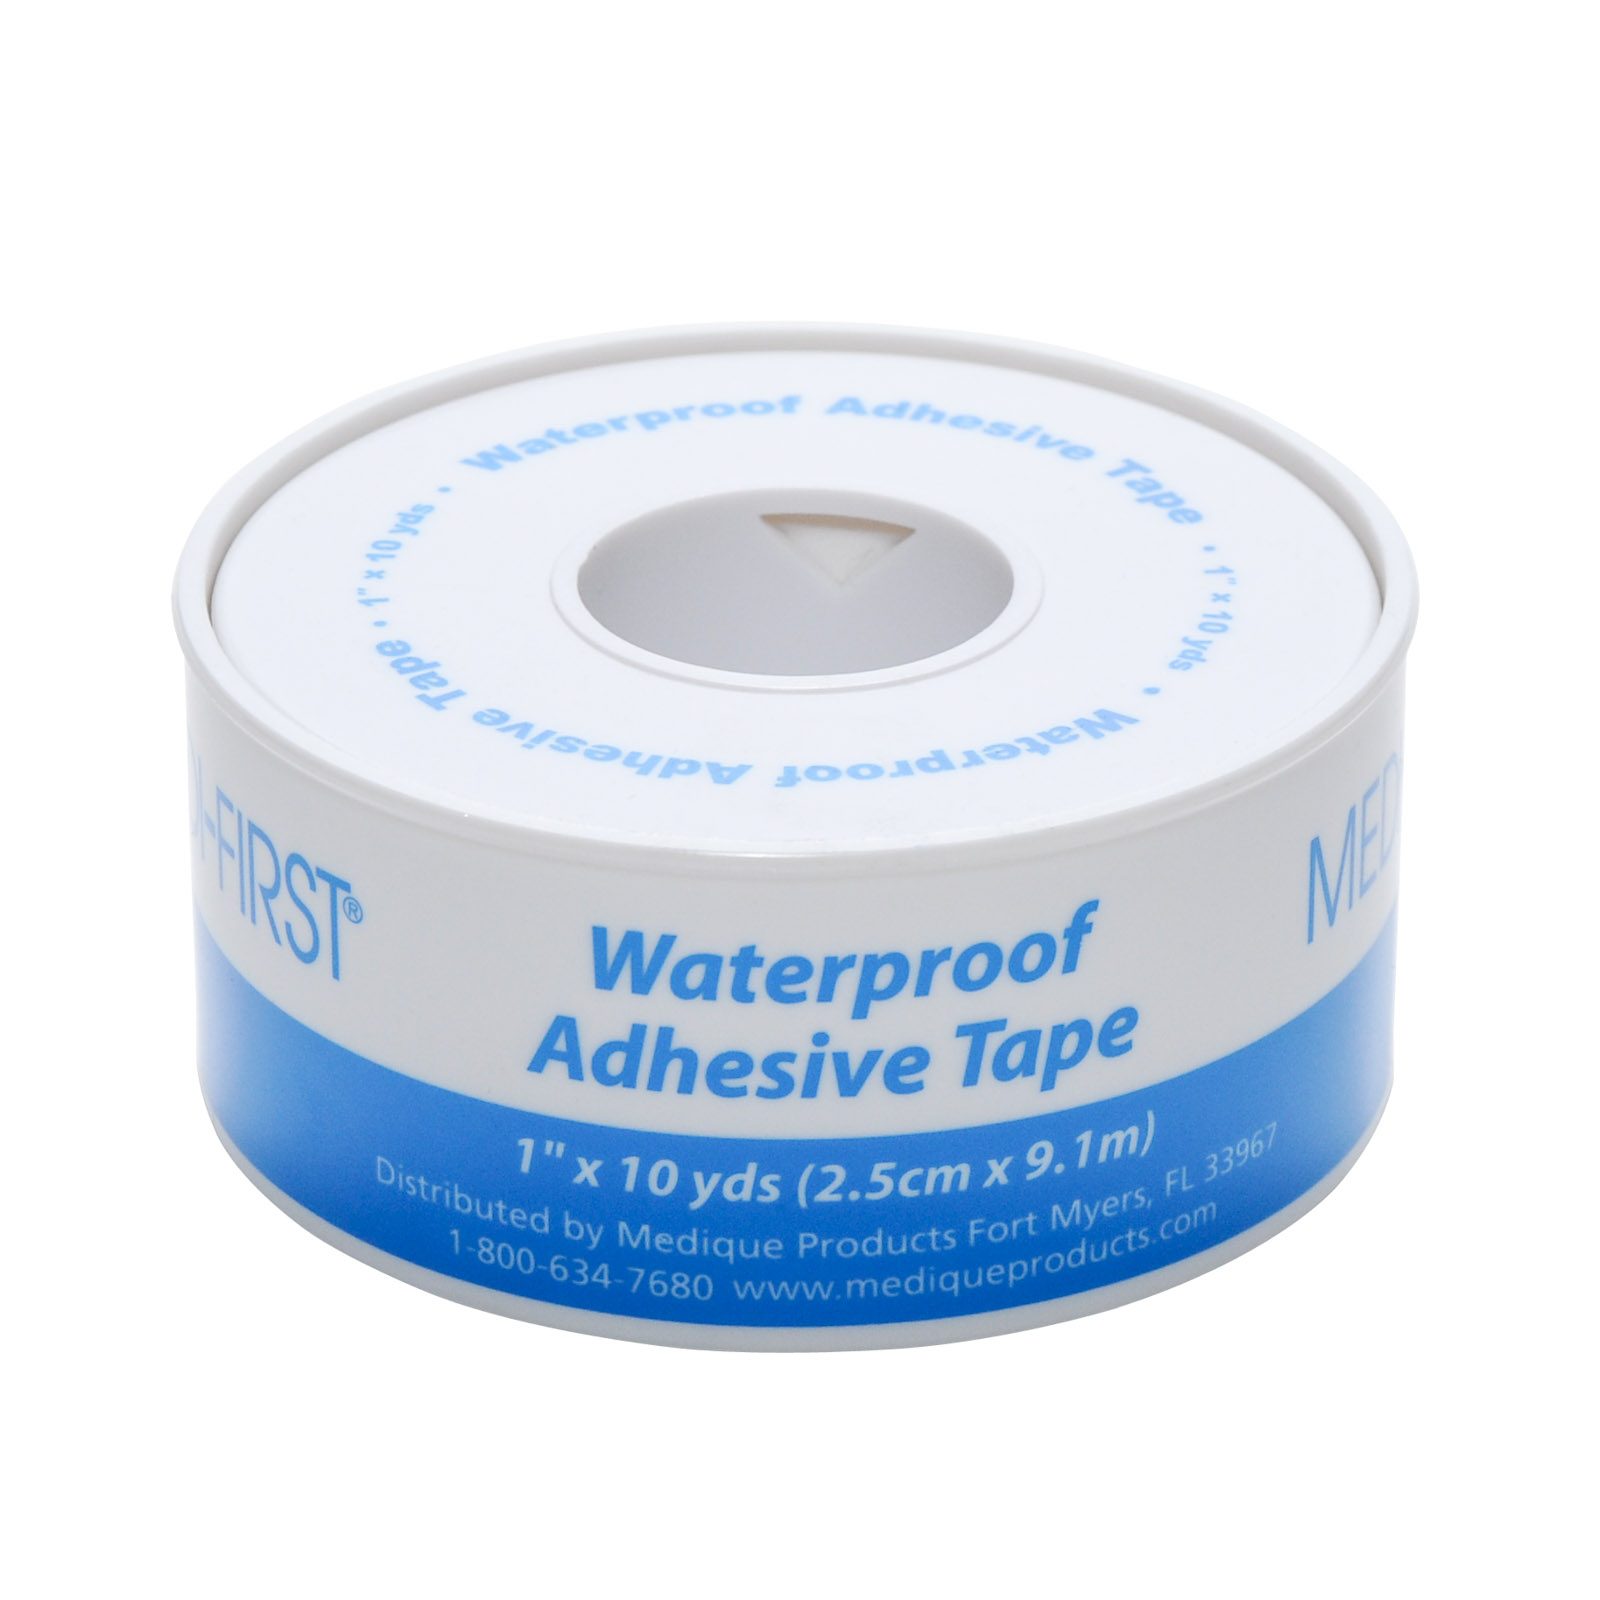 Waterproof Adhesive Tape · 1" x 10 yds ·
Waterproof Adhesive Tape · 1" x 10 yds ·
DI-FIRST®
MED
Waterproof
Adhesive Tape
1" x 10 yds (2.5cm x 9.1m)
Distributed by Medique Products Fort Myers, FL 33967
1-800-634-7680 www.mediqueproducts.com